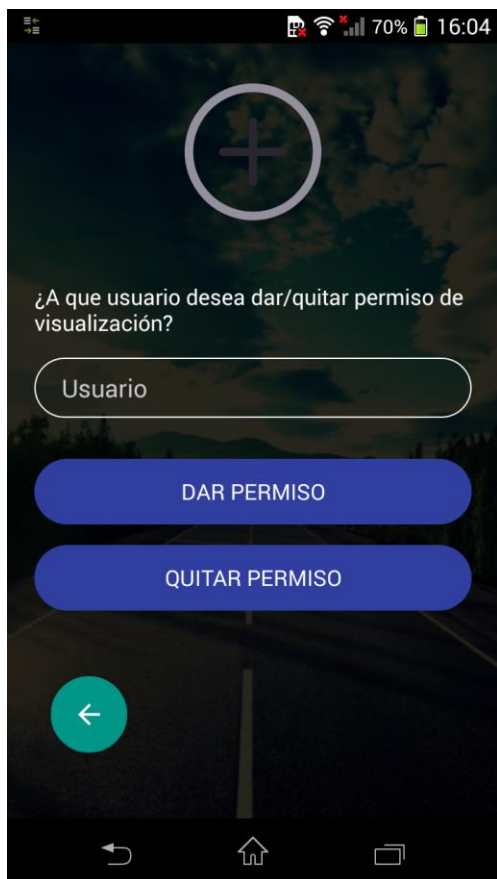 70% 16:04
¿A que usuario desea dar/quitar permiso de
visualización?
Usuario
DAR PERMISO
QUITAR PERMISO